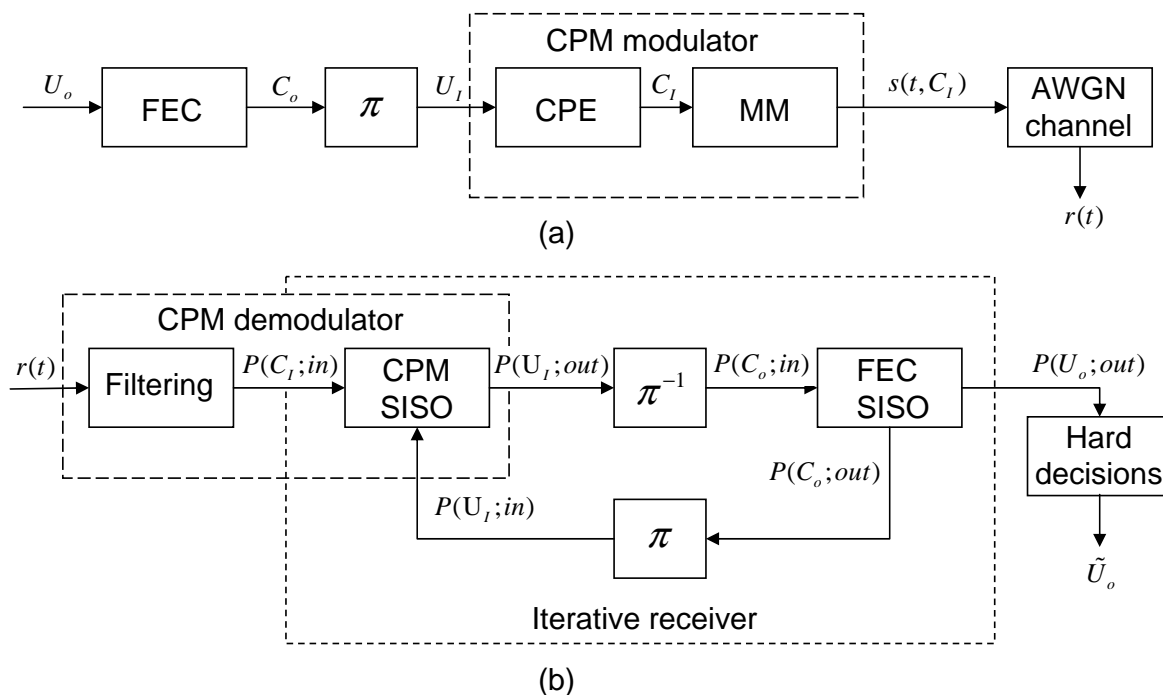 CPM modulator
U_o
C_o
U_I
C_I
s(t, C_I)
FEC
π
CPE
MM
AWGN
channel
r(t)
(a)
CPM demodulator
r(t)
P(C_I; in)
P(U_I; out)
P(C_o; in)
P(U_o; out)
Filtering
CPM
SISO
π^{-1}
FEC
SISO
Hard
decisions
P(C_o; out)
P(U_I; in)
π
Ũ_o
Iterative receiver
(b)